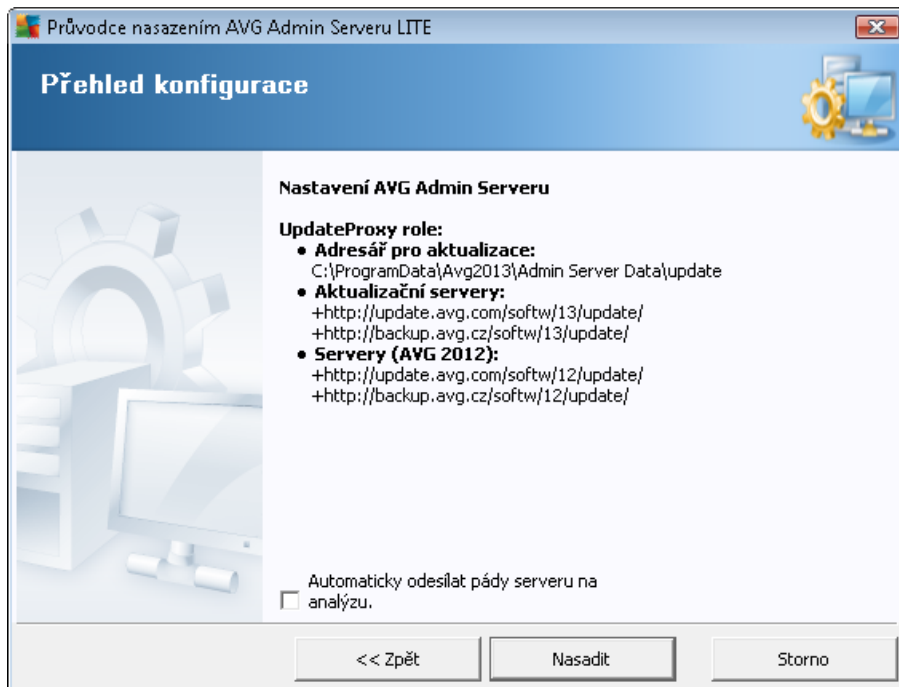 Průvodce nasazením AVG Admin Serveru LITE
Přehled konfigurace
Nastavení AVG Admin Serveru
UpdateProxy role:
● Adresář pro aktualizace:
C:\ProgramData\Avg2013\Admin Server Data\update
● Aktualizační servery:
+http://update.avg.com/softw/13/update/
+http://backup.avg.cz/softw/13/update/
● Servery (AVG 2012):
+http://update.avg.com/softw/12/update/
+http://backup.avg.cz/softw/12/update/
Automaticky odesílat pády serveru na
analýzu.
<< Zpět
Nasadit
Storno